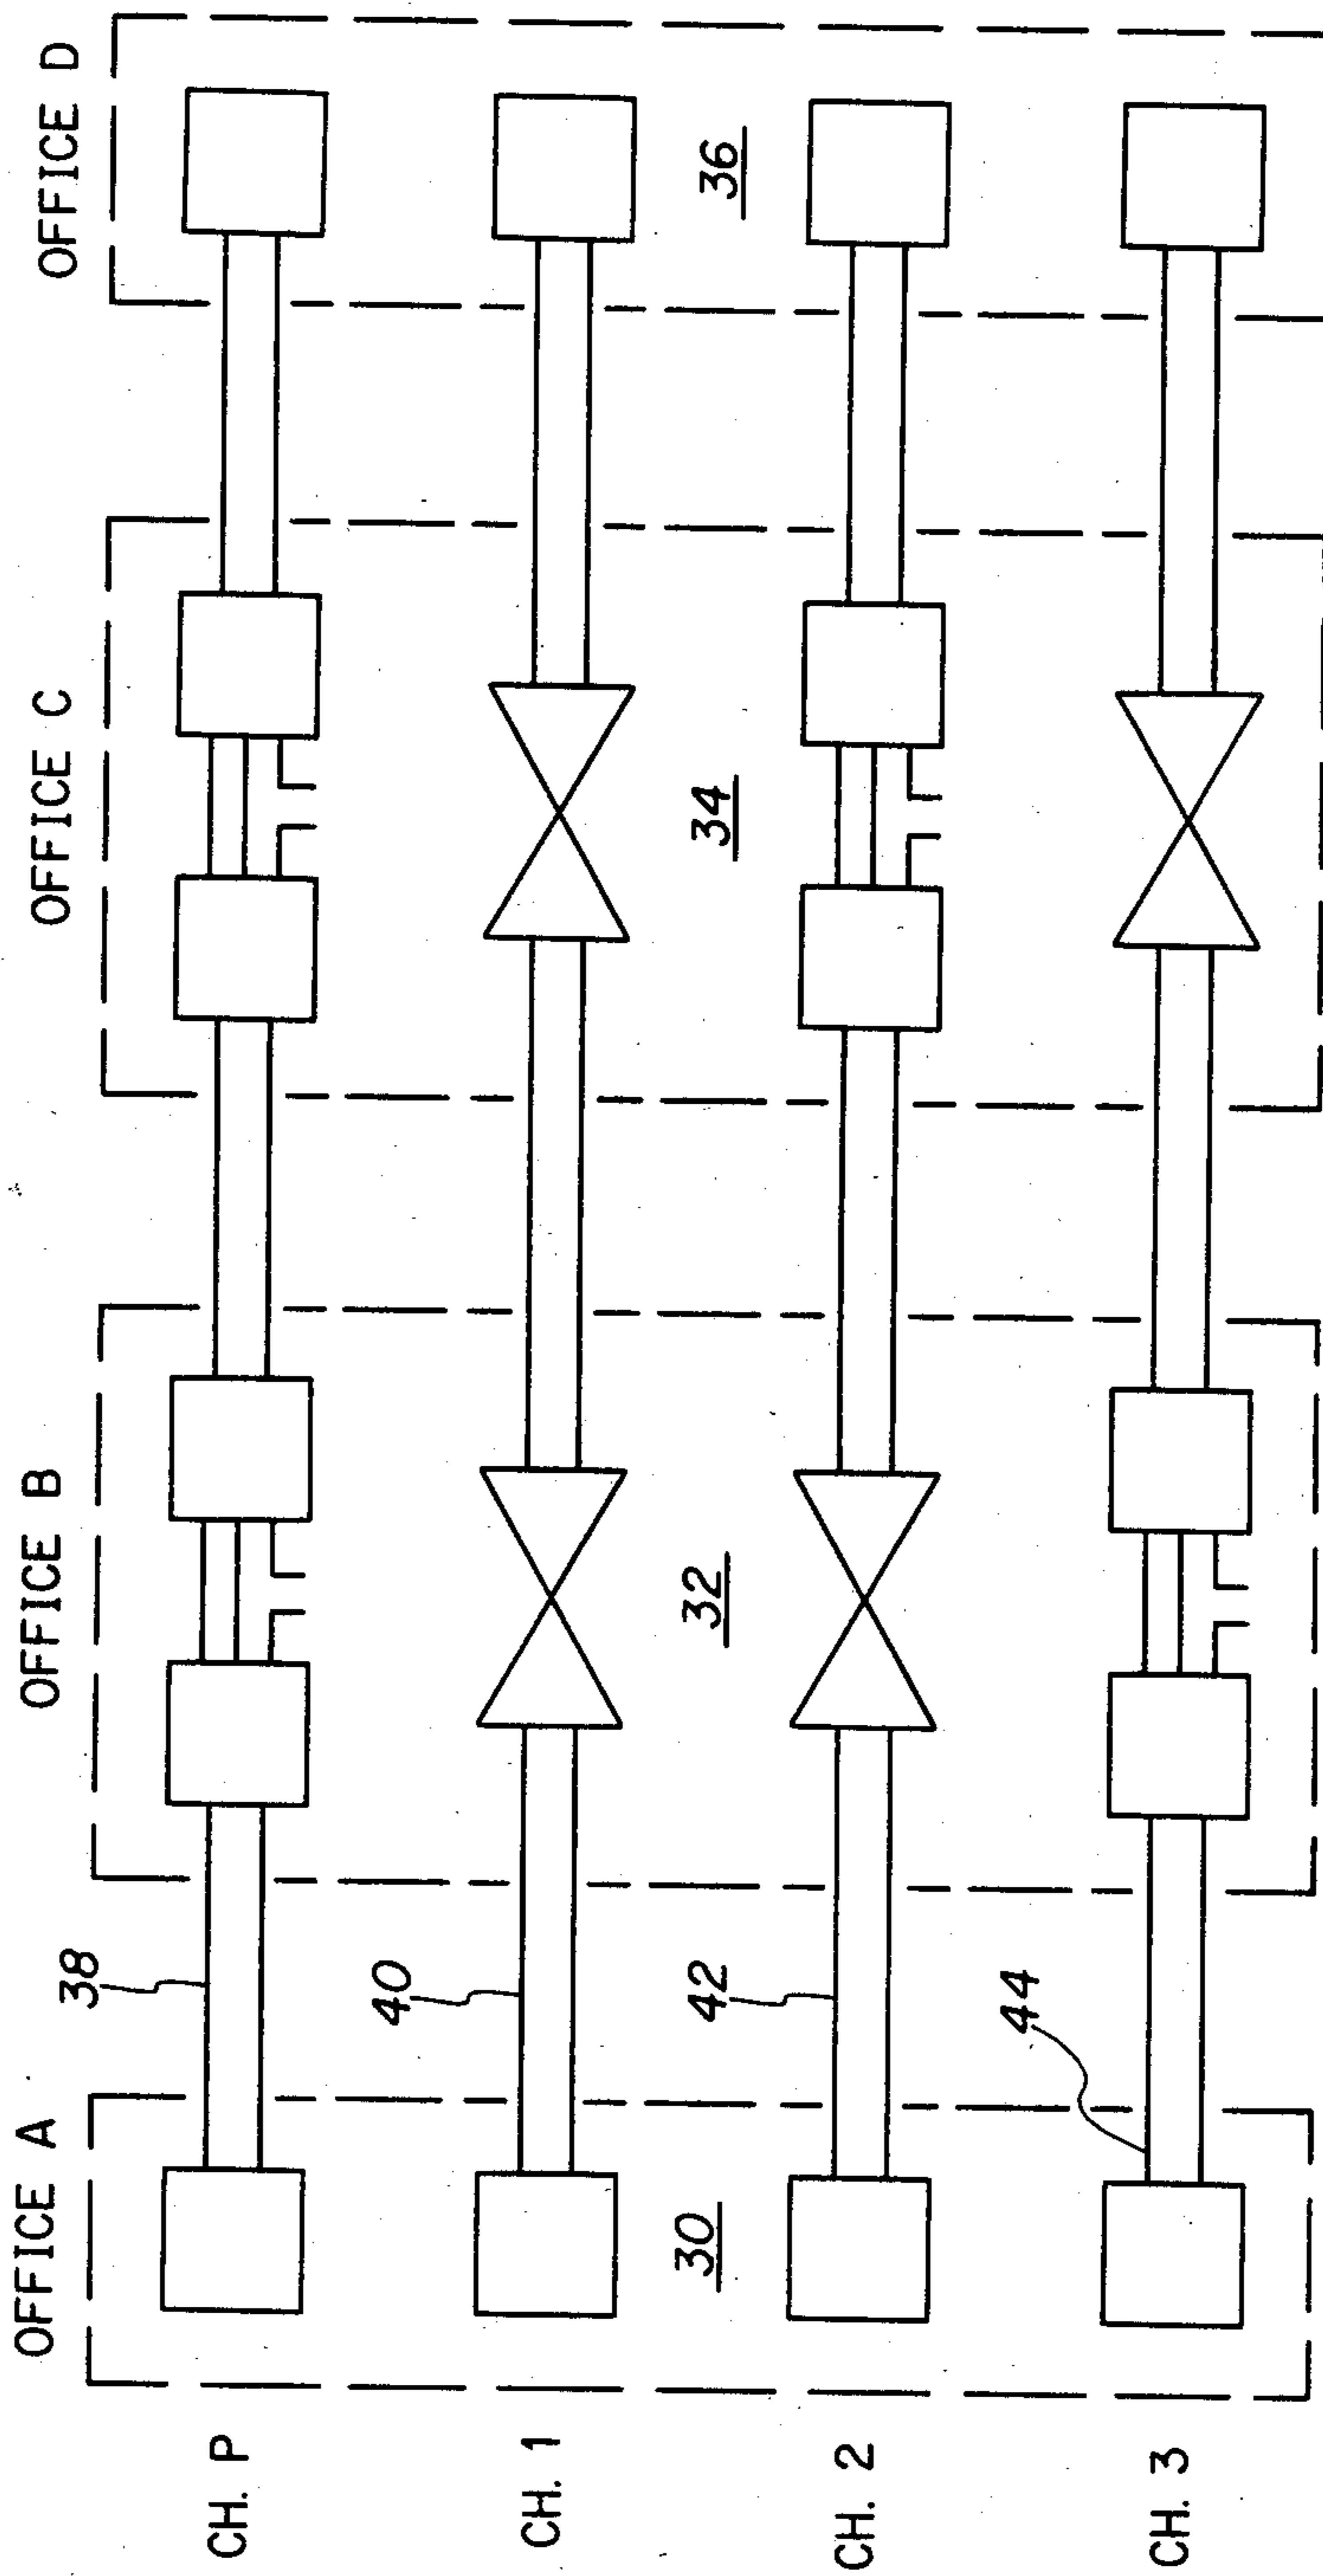 OFFICE A OFFICE B OFFICE C OFFICE D
CH. P
38
CH. 1
40
30 32 34 36
CH. 2
42
CH. 3
44